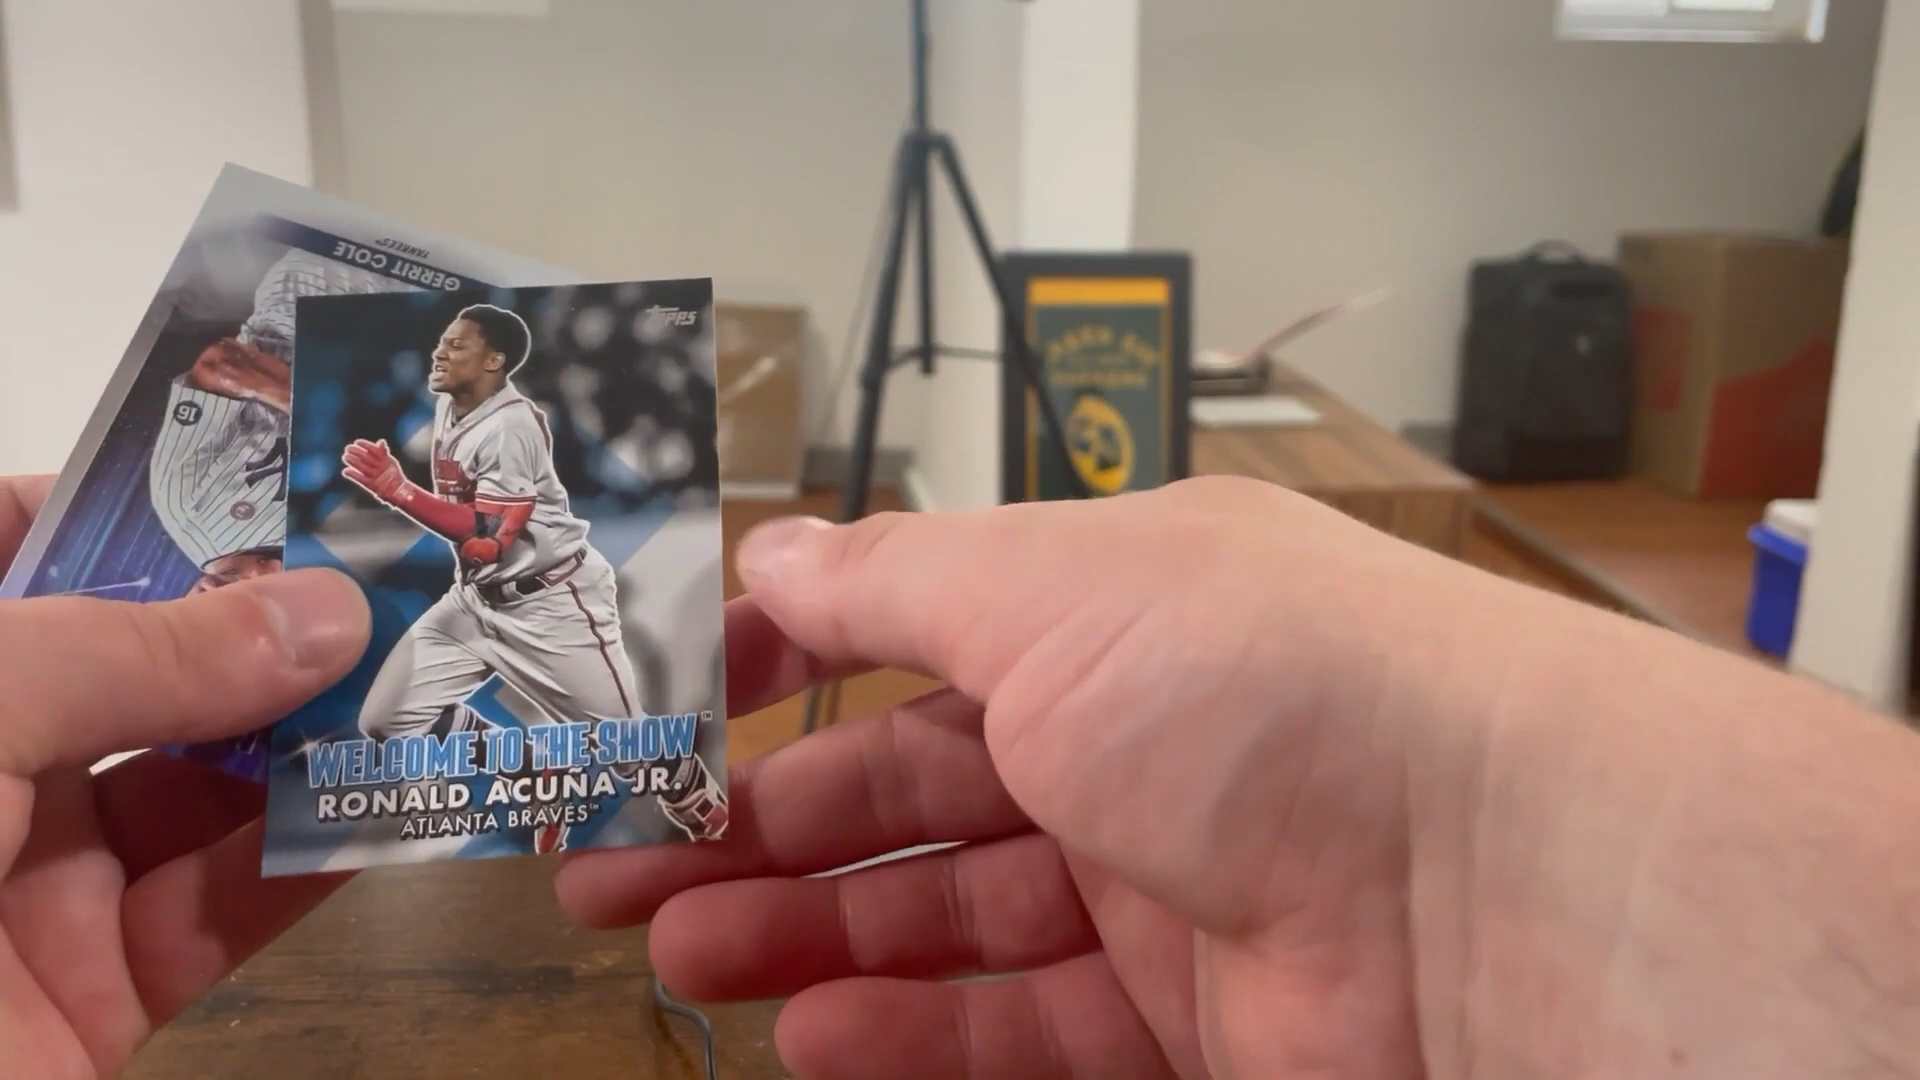 YANKEES
GERRIT COLE
16
TOPPS
WELCOME TO THE SHOW™
RONALD ACUÑA JR.
ATLANTA BRAVES™